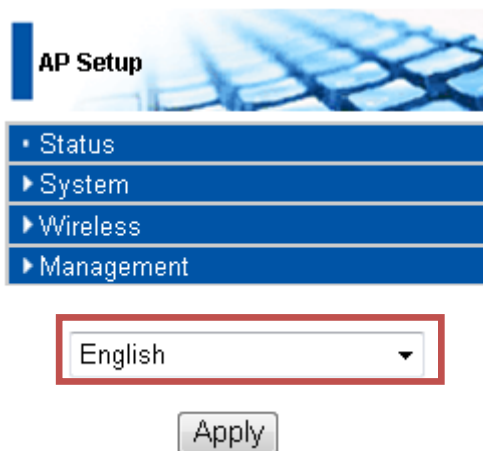 AP Setup
Status
System
Wireless
Management
English
Apply